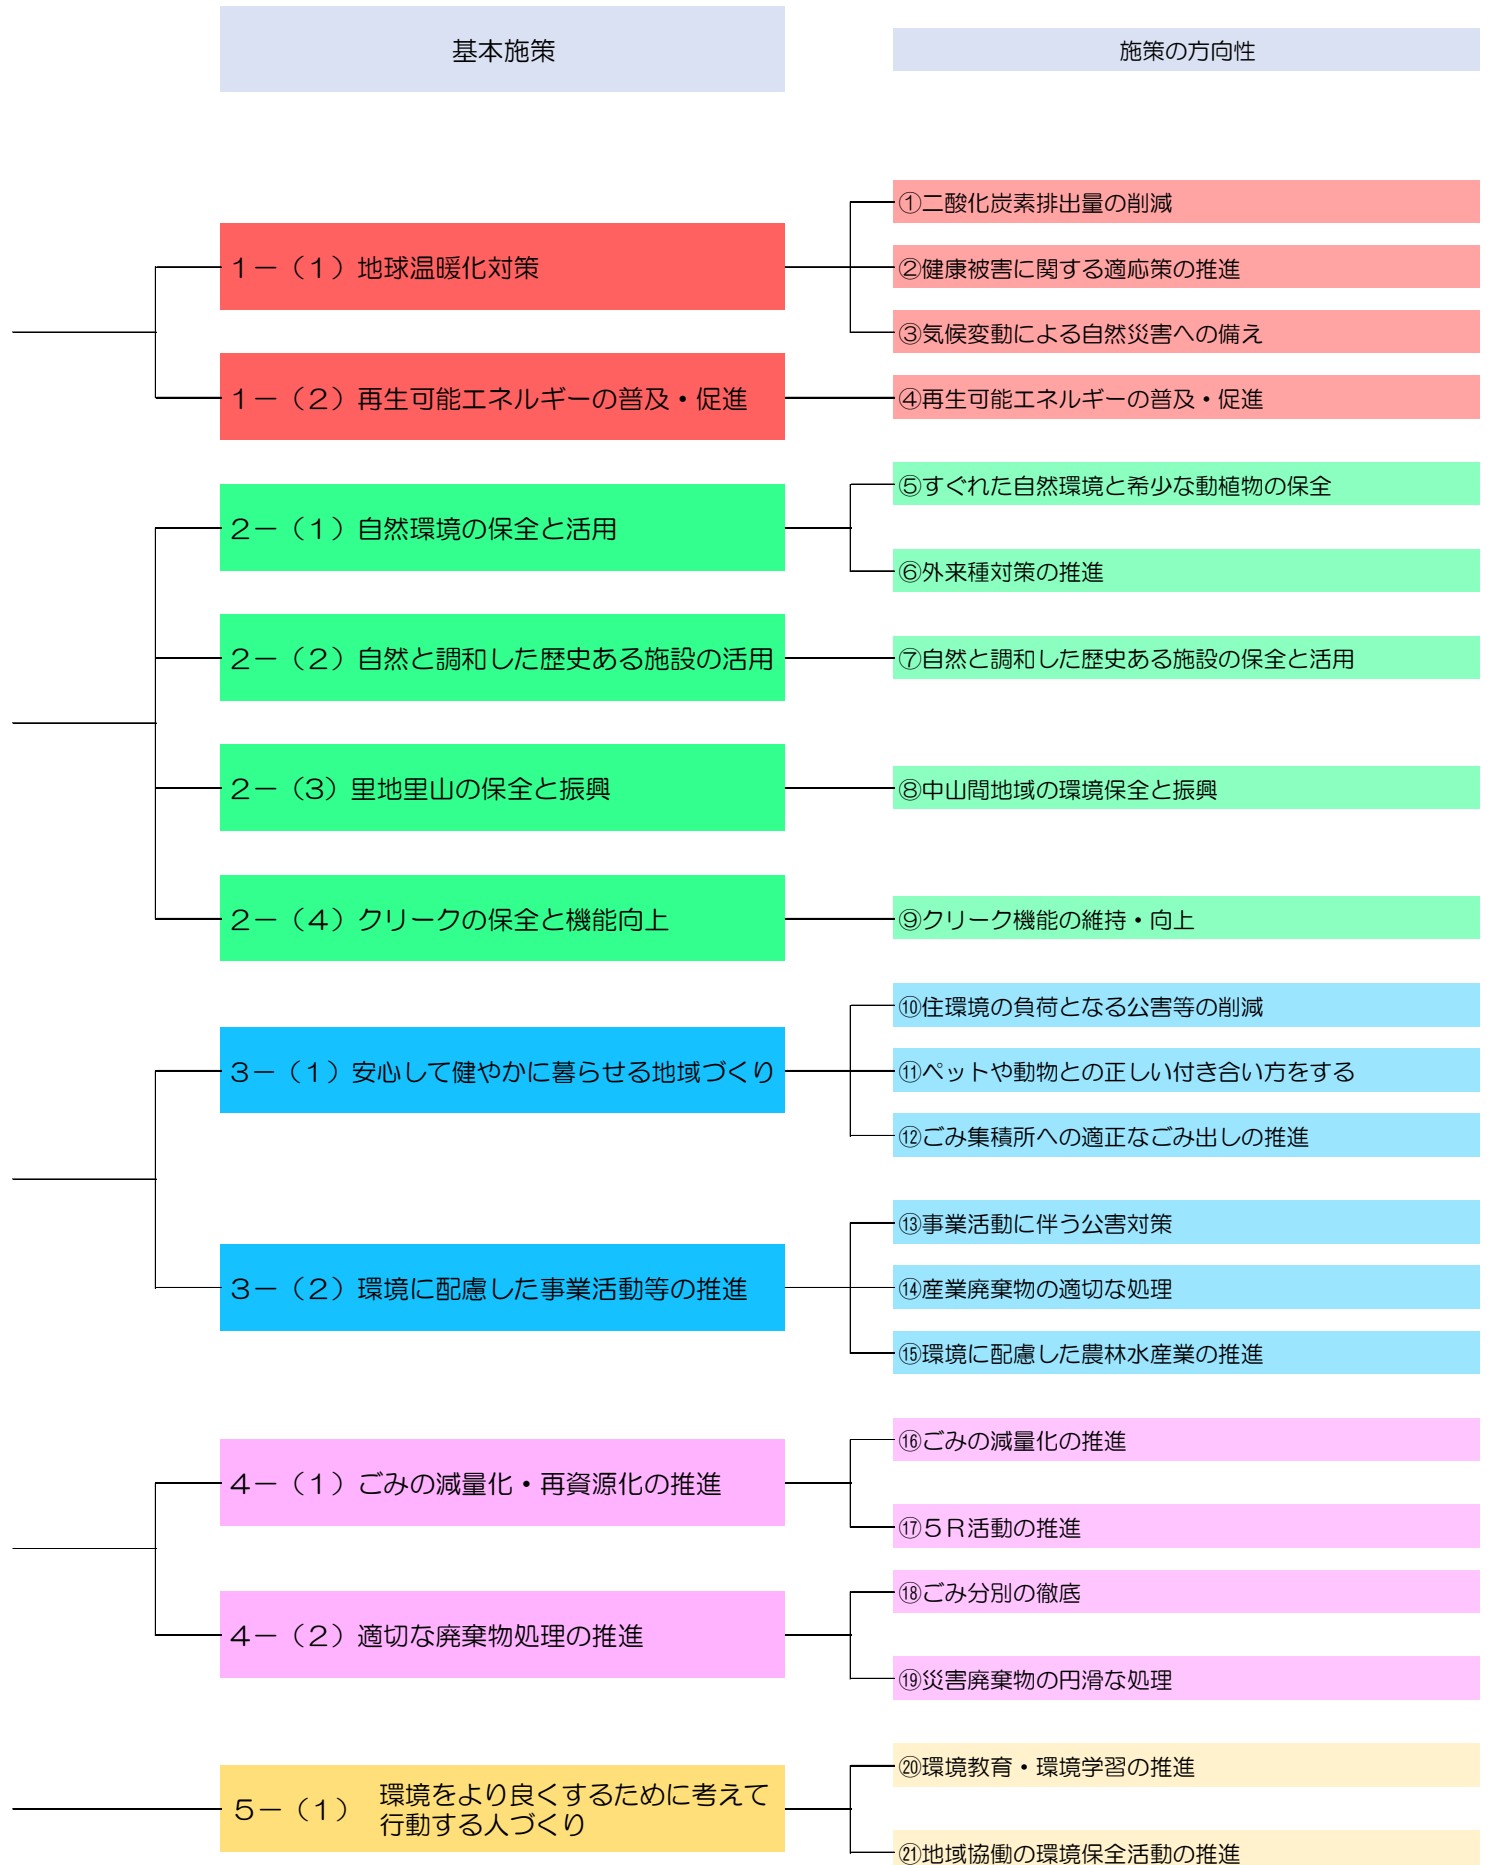 基本施策
施策の方向性
1－（1）地球温暖化対策
①二酸化炭素排出量の削減
②健康被害に関する適応策の推進
③気候変動による自然災害への備え
1－（2）再生可能エネルギーの普及・促進
④再生可能エネルギーの普及・促進
2－（1）自然環境の保全と活用
⑤すぐれた自然環境と希少な動植物の保全
⑥外来種対策の推進
2－（2）自然と調和した歴史ある施設の活用
⑦自然と調和した歴史ある施設の保全と活用
2－（3）里地里山の保全と振興
⑧中山間地域の環境保全と振興
2－（4）クリークの保全と機能向上
⑨クリーク機能の維持・向上
3－（1）安心して健やかに暮らせる地域づくり
⑩住環境の負荷となる公害等の削減
⑪ペットや動物との正しい付き合い方をする
⑫ごみ集積所への適正なごみ出しの推進
3－（2）環境に配慮した事業活動等の推進
⑬事業活動に伴う公害対策
⑭産業廃棄物の適切な処理
⑮環境に配慮した農林水産業の推進
4－（1）ごみの減量化・再資源化の推進
⑯ごみの減量化の推進
⑰5R活動の推進
4－（2）適切な廃棄物処理の推進
⑱ごみ分別の徹底
⑲災害廃棄物の円滑な処理
5－（1）環境をより良くするために考えて
行動する人づくり
⑳環境教育・環境学習の推進
㉑地域協働の環境保全活動の推進